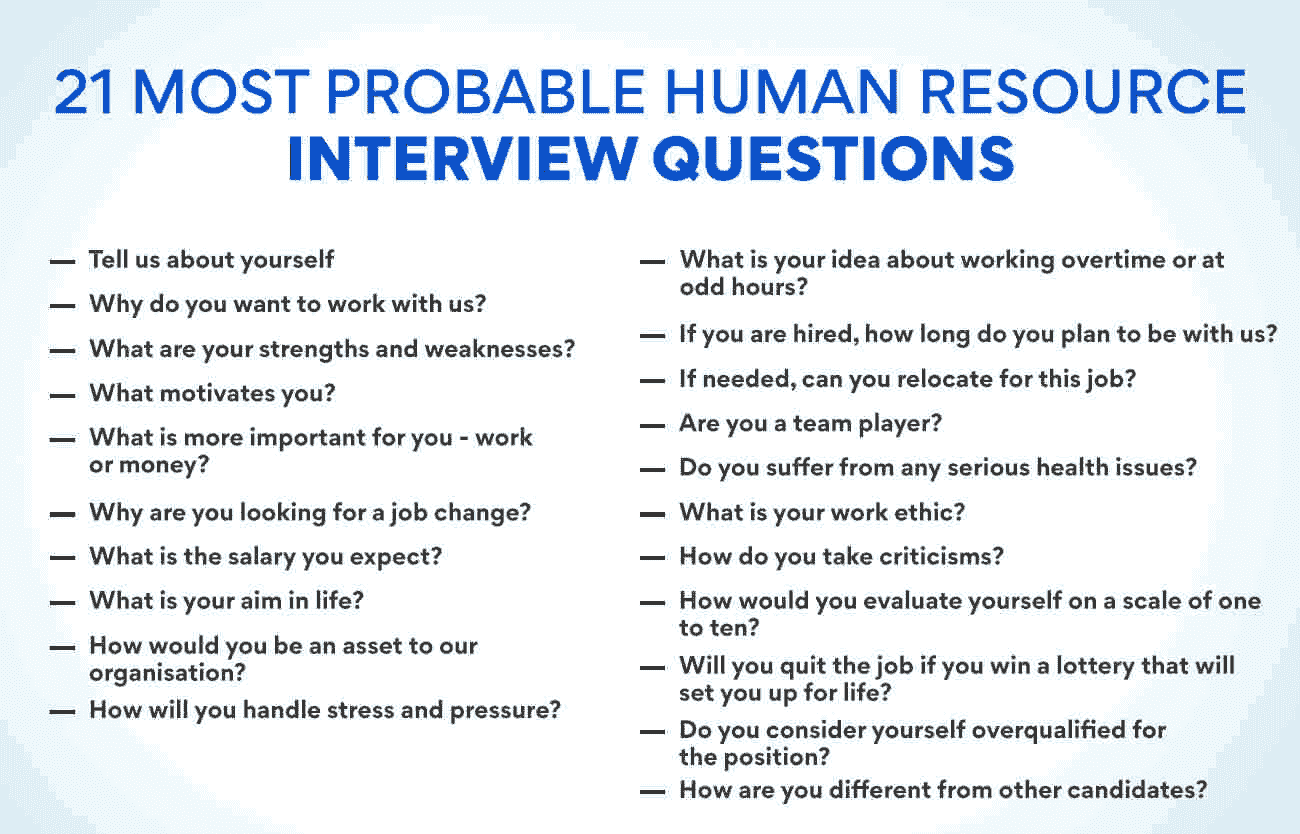 21 MOST PROBABLE HUMAN RESOURCE
INTERVIEW QUESTIONS
— Tell us about yourself
— Why do you want to work with us?
— What are your strengths and weaknesses?
— What motivates you?
— What is more important for you - work
or money?
— Why are you looking for a job change?
— What is the salary you expect?
— What is your aim in life?
— How would you be an asset to our
organisation?
— How will you handle stress and pressure?
— What is your idea about working overtime or at
odd hours?
— If you are hired, how long do you plan to be with us?
— If needed, can you relocate for this job?
— Are you a team player?
— Do you suffer from any serious health issues?
— What is your work ethic?
— How do you take criticisms?
— How would you evaluate yourself on a scale of one
to ten?
— Will you quit the job if you win a lottery that will
set you up for life?
— Do you consider yourself overqualified for
the position?
— How are you different from other candidates?